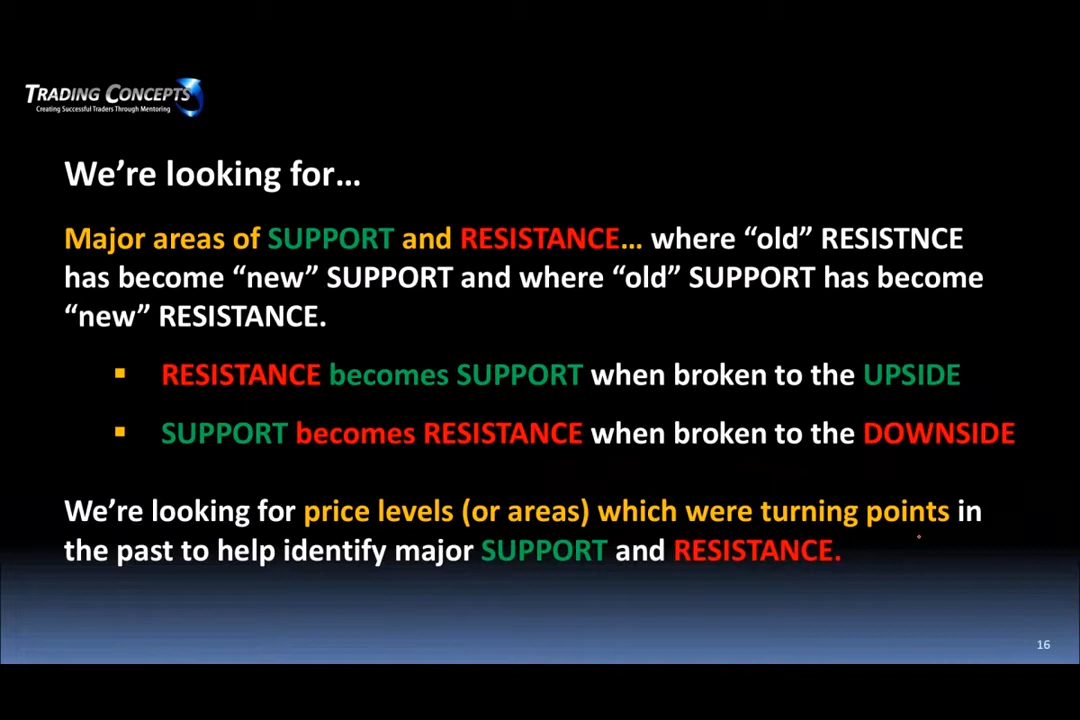 TRADING CONCEPTS
Creating Successful Traders Through Mentoring
We’re looking for...
Major areas of SUPPORT and RESISTANCE... where “old” RESISTNCE
has become “new” SUPPORT and where “old” SUPPORT has become
“new” RESISTANCE.
▪ RESISTANCE becomes SUPPORT when broken to the UPSIDE
▪ SUPPORT becomes RESISTANCE when broken to the DOWNSIDE
We’re looking for price levels (or areas) which were turning points in
the past to help identify major SUPPORT and RESISTANCE.
16